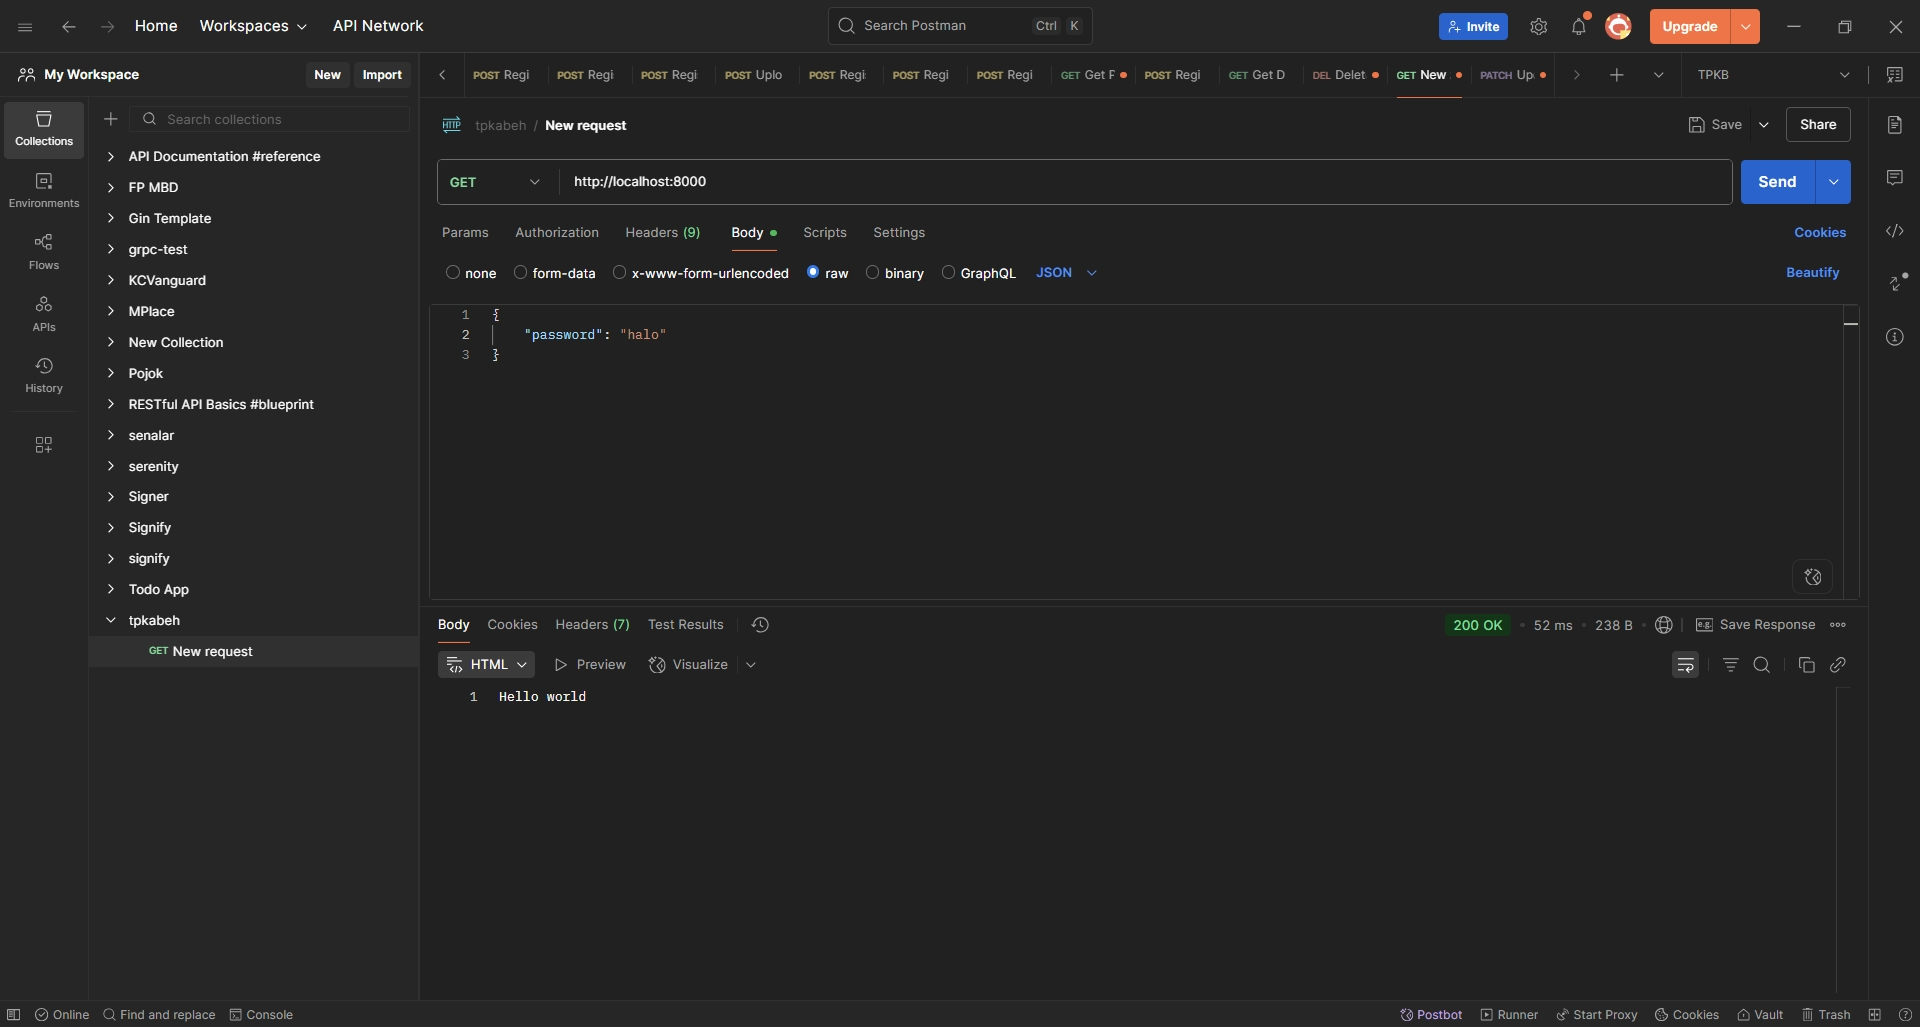 Home Workspaces API Network Search Postman Ctrl K Invite Upgrade
My Workspace New Import POST Regi POST Regi POST Regi POST Uplo POST Regi POST Regi POST Regi GET Get F POST Regi GET Get D DEL Delet GET New PATCH Up TPKB
Collections
Environments
Flows
APIs
History
Search collections
API Documentation #reference
FP MBD
Gin Template
grpc-test
KCVanguard
MPlace
New Collection
Pojok
RESTful API Basics #blueprint
senalar
serenity
Signer
Signify
signify
Todo App
tpkabeh
GET New request
HTTP tpkabeh / New request Save Share
GET http://localhost:8000 Send
Params Authorization Headers (9) Body Scripts Settings Cookies
none form-data x-www-form-urlencoded raw binary GraphQL JSON Beautify
1 {
2 "password": "halo"
3 }
Body Cookies Headers (7) Test Results 200 OK 52 ms 238 B e.g. Save Response
HTML Preview Visualize
1 Hello world
Online Find and replace Console Postbot Runner Start Proxy Cookies Vault Trash